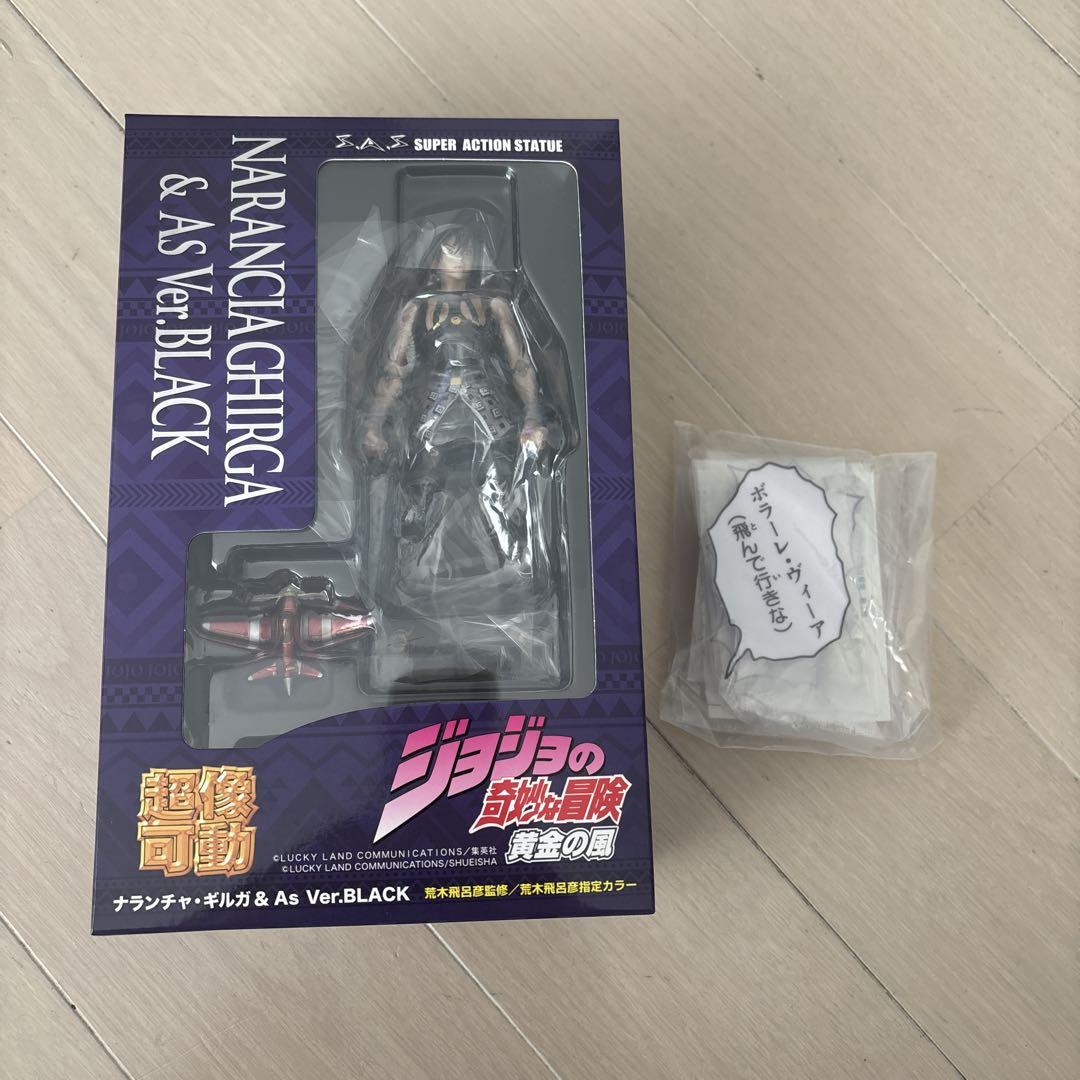 S.A.S SUPER ACTION STATUE
NARANCIA GHIRGA
& As Ver.BLACK
ジョジョの
奇妙な冒険
黄金の風
超像
可動
©LUCKY LAND COMMUNICATIONS/集英社
©LUCKY LAND COMMUNICATIONS/SHUEISHA
ナランチャ・ギルガ & As Ver.BLACK 荒木飛呂彦監修/荒木飛呂彦指定カラー
ボラーレ・ヴィーア
(飛んで行きな)